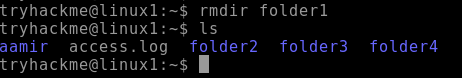 tryhackme@linux1:~$ rmdir folder1
tryhackme@linux1:~$ ls
aamir  access.log  folder2  folder3  folder4
tryhackme@linux1:~$